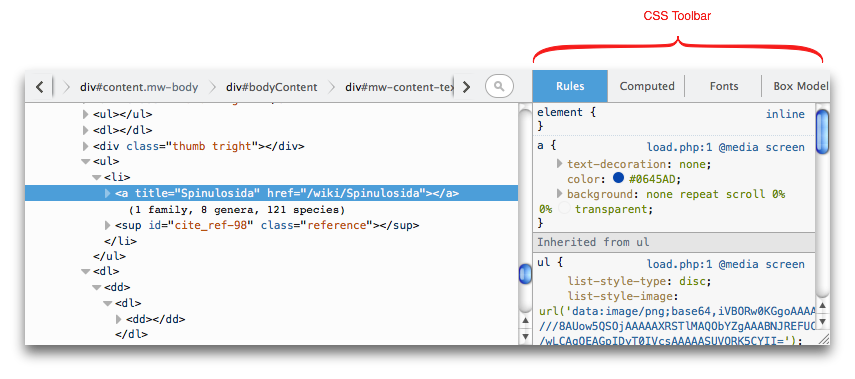 CSS Toolbar
div#content.mw-body
div#bodyContent
div#mw-content-tex
Rules
Computed
Fonts
Box Model
<ul></ul>
<dl></dl>
<div class="thumb tright"></div>
<ul>
<li>
<a title="Spinulosida" href="/wiki/Spinulosida"></a>
(1 family, 8 genera, 121 species)
<sup id="cite_ref-98" class="reference"></sup>
</li>
</ul>
<dl>
<dd>
<dl>
<dd></dd>
</dl>
element {
inline
}
a {
load.php:1 @media screen
text-decoration: none;
color: #0645AD;
background: none repeat scroll 0%
0% transparent;
}
Inherited from ul
ul {
load.php:1 @media screen
list-style-type: disc;
list-style-image:
url('data:image/png;base64,iVBORw0KGgoAAAA
///8AUow5QSOjAAAAAXRSTlMAQObYZgAAABNJREFUC
/wLCAgOEAGpIDyT0IVcsAAAAASUVORK5CYII=');